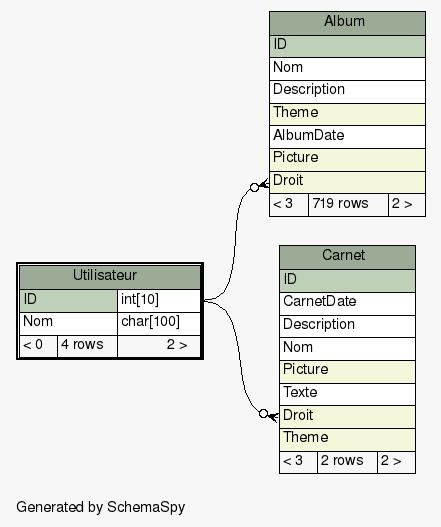 Album
ID
Nom
Description
Theme
AlbumDate
Picture
Droit
< 3 719 rows 2 >
Utilisateur
ID int[10]
Nom char[100]
< 0 4 rows 2 >
Carnet
ID
CarnetDate
Description
Nom
Picture
Texte
Droit
Theme
< 3 2 rows 2 >
Generated by SchemaSpy